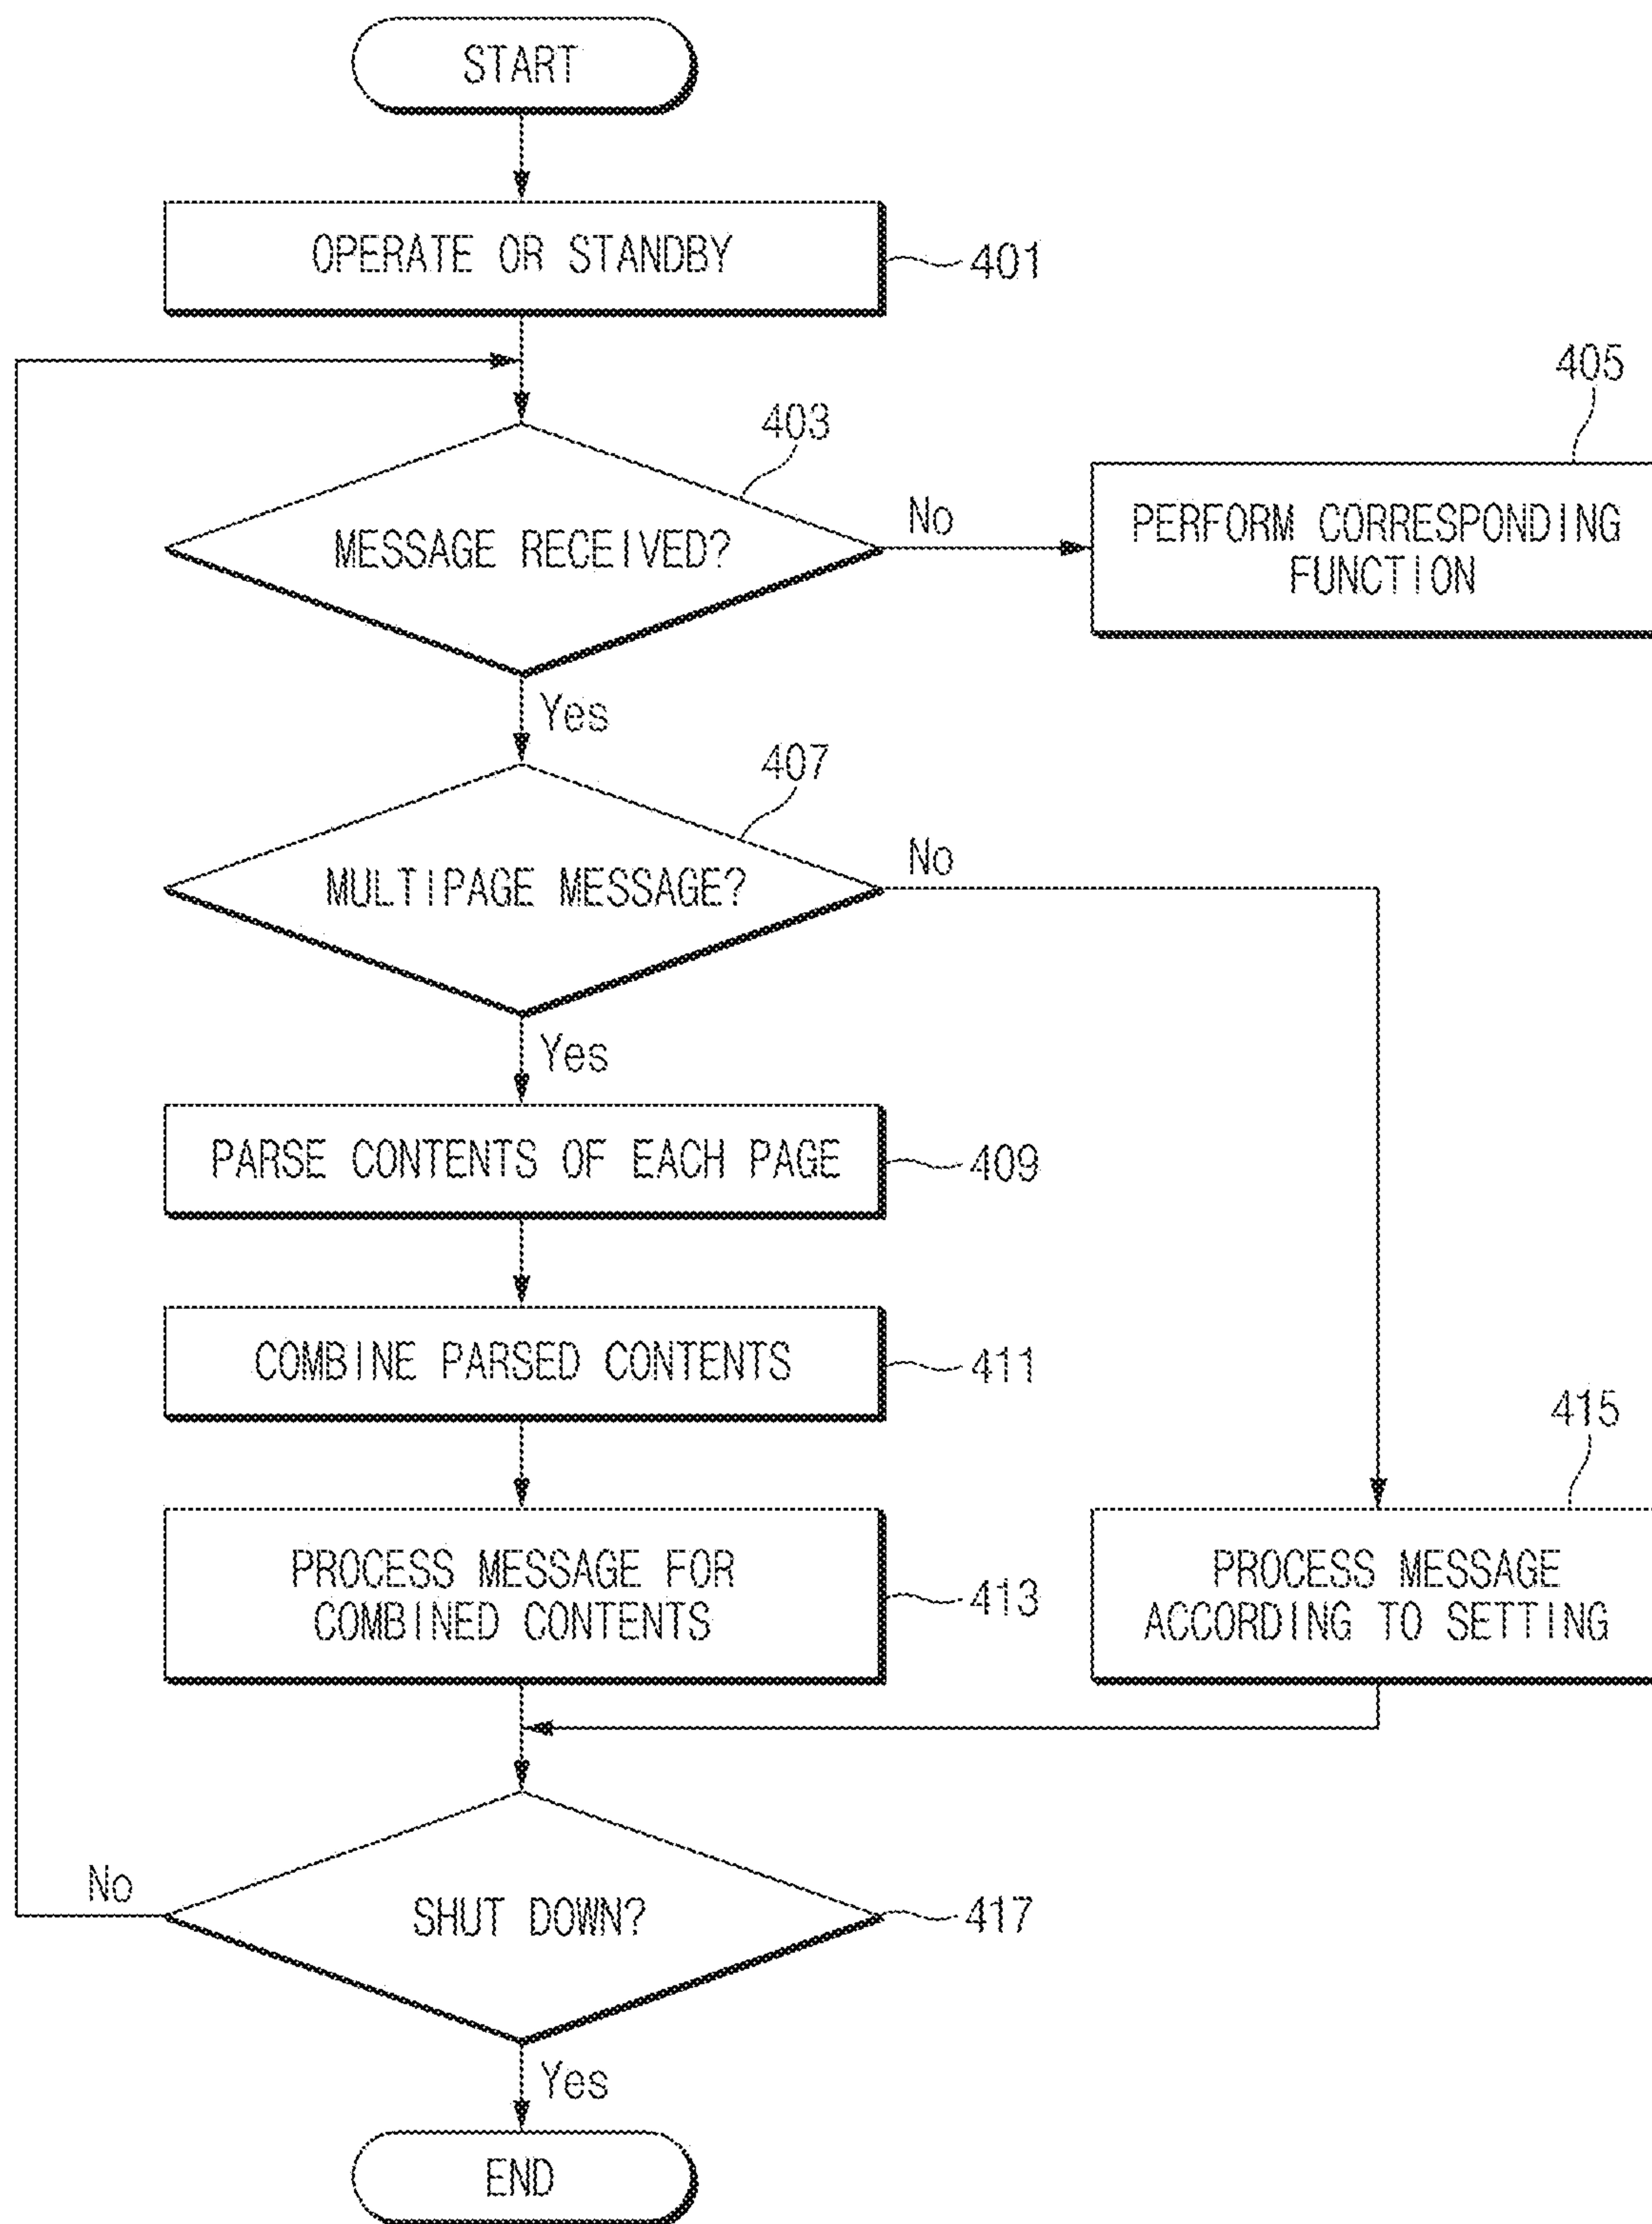 START
OPERATE OR STANDBY
401
405
403
MESSAGE RECEIVED?
No
PERFORM CORRESPONDING
FUNCTION
Yes
407
MULTIPAGE MESSAGE?
No
Yes
PARSE CONTENTS OF EACH PAGE
409
COMBINE PARSED CONTENTS
411
415
PROCESS MESSAGE FOR
COMBINED CONTENTS
413
PROCESS MESSAGE
ACCORDING TO SETTING
No
SHUT DOWN?
417
Yes
END